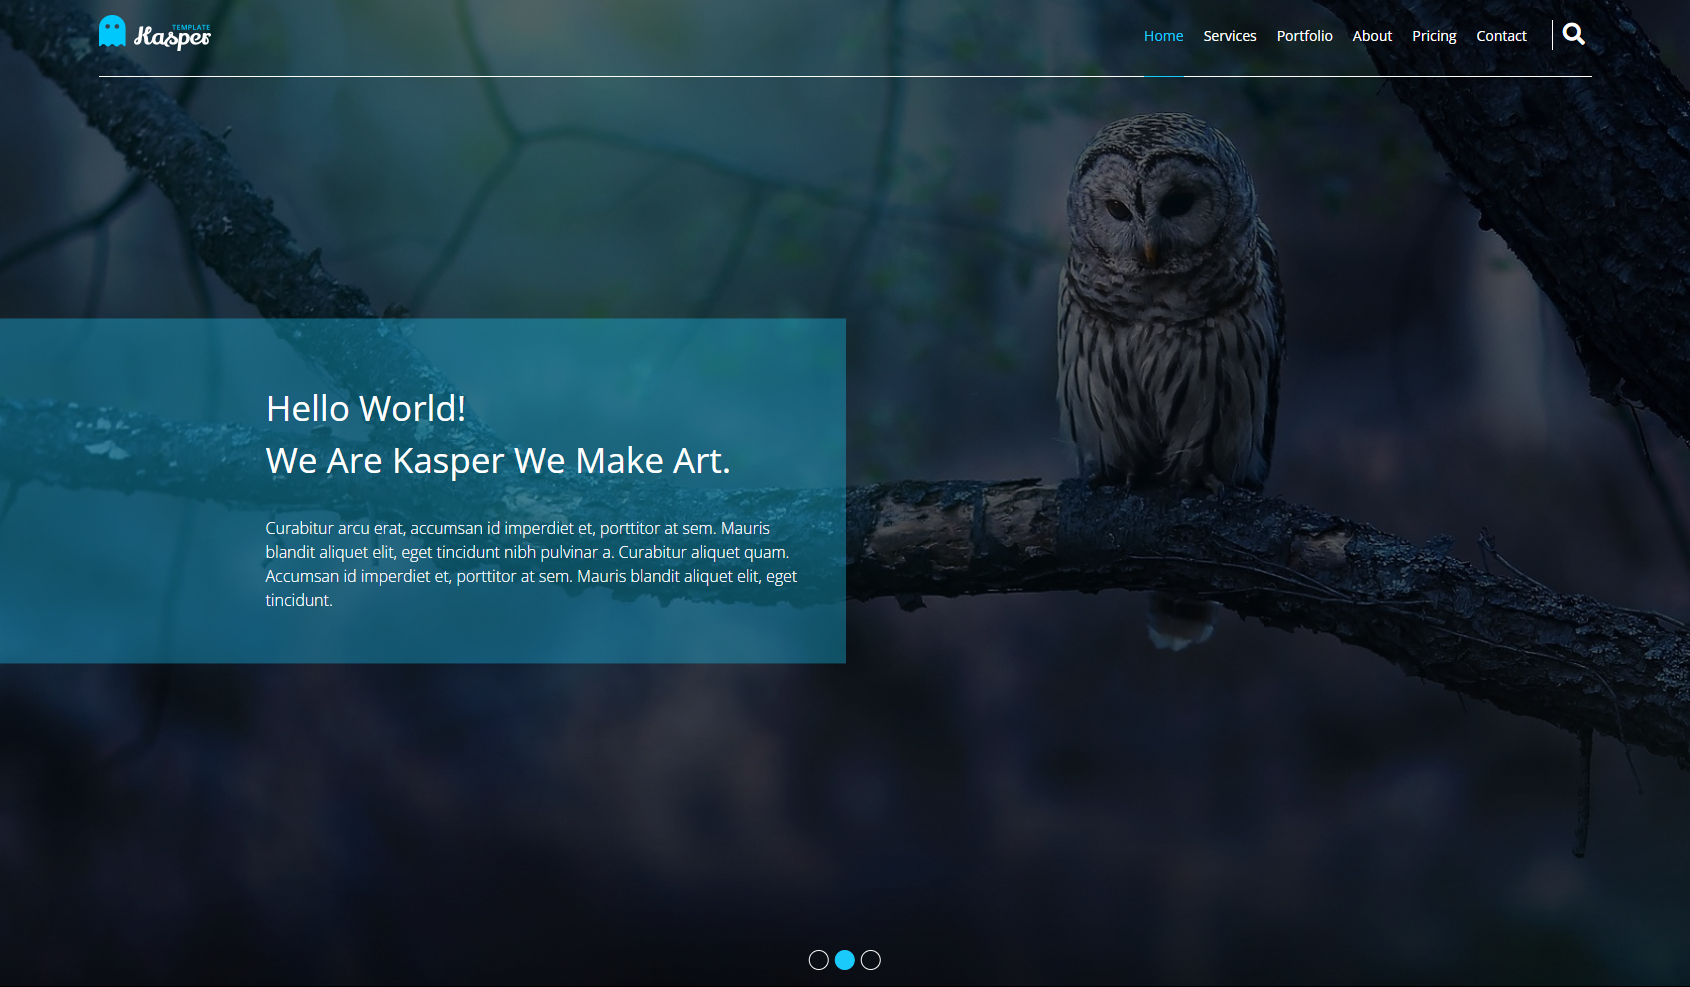 TEMPLATE
Kasper
Home Services Portfolio About Pricing Contact
Hello World!
We Are Kasper We Make Art.
Curabitur arcu erat, accumsan id imperdiet et, porttitor at sem. Mauris
blandit aliquet elit, eget tincidunt nibh pulvinar a. Curabitur aliquet quam.
Accumsan id imperdiet et, porttitor at sem. Mauris blandit aliquet elit, eget
tincidunt.